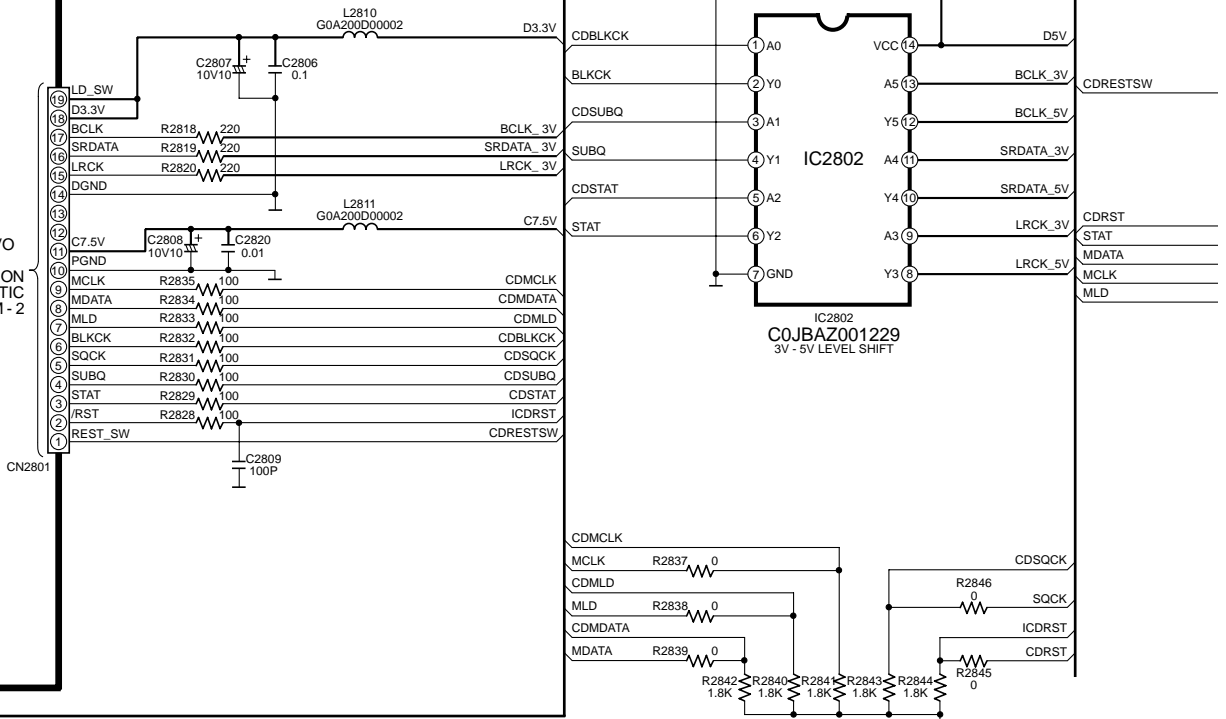 L2810
G0A200D00002
D3.3V
C2807
10V10
+
C2806
0.1
19 LD_SW
18 D3.3V
17 BCLK R2818 220 BCLK_ 3V
16 SRDATA R2819 220 SRDATA_ 3V
15 LRCK R2820 220 LRCK_ 3V
14 DGND
13
12
L2811
G0A200D00002
C7.5V
11 C7.5V
C2808
10V10
+
C2820
0.01
10 PGND
9 MCLK R2835 100 CDMCLK
8 MDATA R2834 100 CDMDATA
7 MLD R2833 100 CDMLD
6 BLKCK R2832 100 CDBLKCK
5 SQCK R2831 100 CDSQCK
4 SUBQ R2830 100 CDSUBQ
3 STAT R2829 100 CDSTAT
2 /RST R2828 100 ICDRST
1 REST_SW CDRESTSW
CN2801
C2809
100P
/O
ON
TIC
- 2
CDBLKCK 1 A0
BLKCK 2 Y0
CDSUBQ 3 A1
SUBQ 4 Y1
CDSTAT 5 A2
STAT 6 Y2
7 GND
IC2802
VCC 14 D5V
A5 13 BCLK_3V
Y5 12 BCLK_5V
A4 11 SRDATA_3V
Y4 10 SRDATA_5V
A3 9 LRCK_3V
Y3 8 LRCK_5V
IC2802
C0JBAZ001229
3V - 5V LEVEL SHIFT
CDRESTSW
CDRST
STAT
MDATA
MCLK
MLD
CDMCLK
MCLK R2837 0
CDMLD
MLD R2838 0
CDMDATA
MDATA R2839 0
R2842
1.8K
R2840
1.8K
R2841
1.8K
R2843
1.8K
R2844
1.8K
CDSQCK
R2846
0
SQCK
ICDRST
CDRST
R2845
0